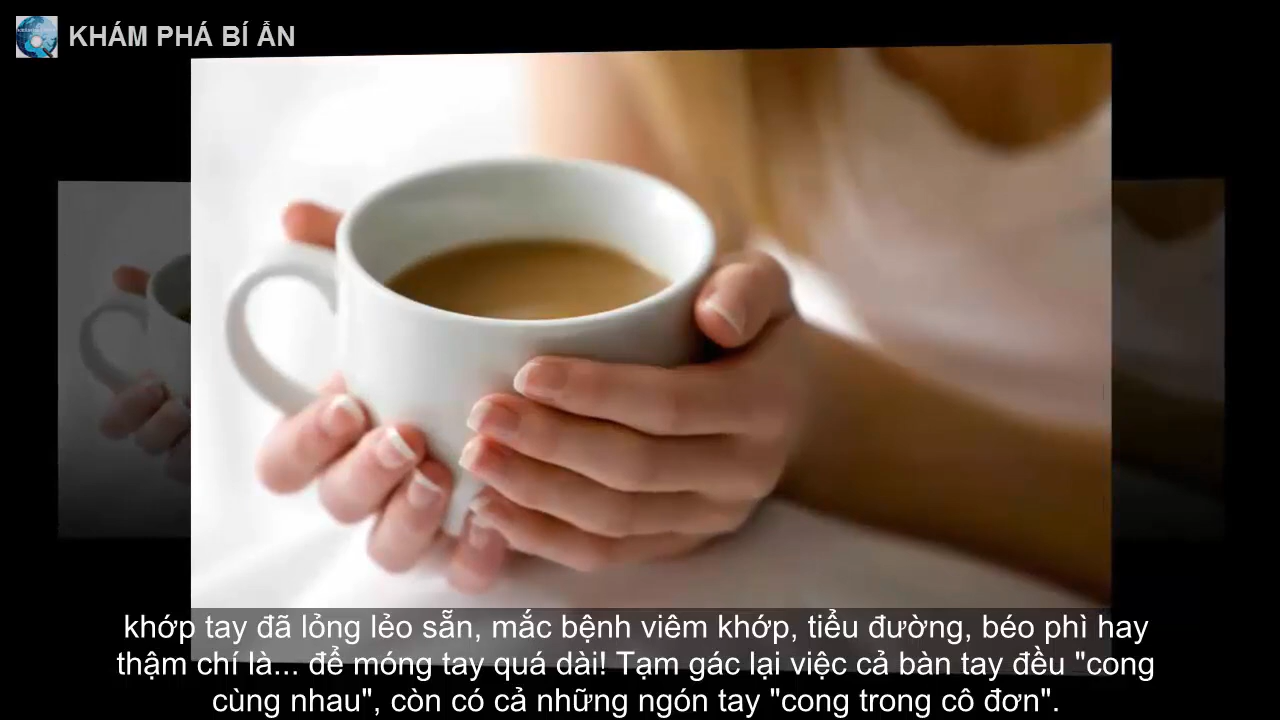 KHÁM PHÁ BÍ ẨN
khớp tay đã lỏng lẻo sẵn, mắc bệnh viêm khớp, tiểu đường, béo phì hay
thậm chí là... để móng tay quá dài! Tạm gác lại việc cả bàn tay đều "cong
cùng nhau", còn có cả những ngón tay "cong trong cô đơn".